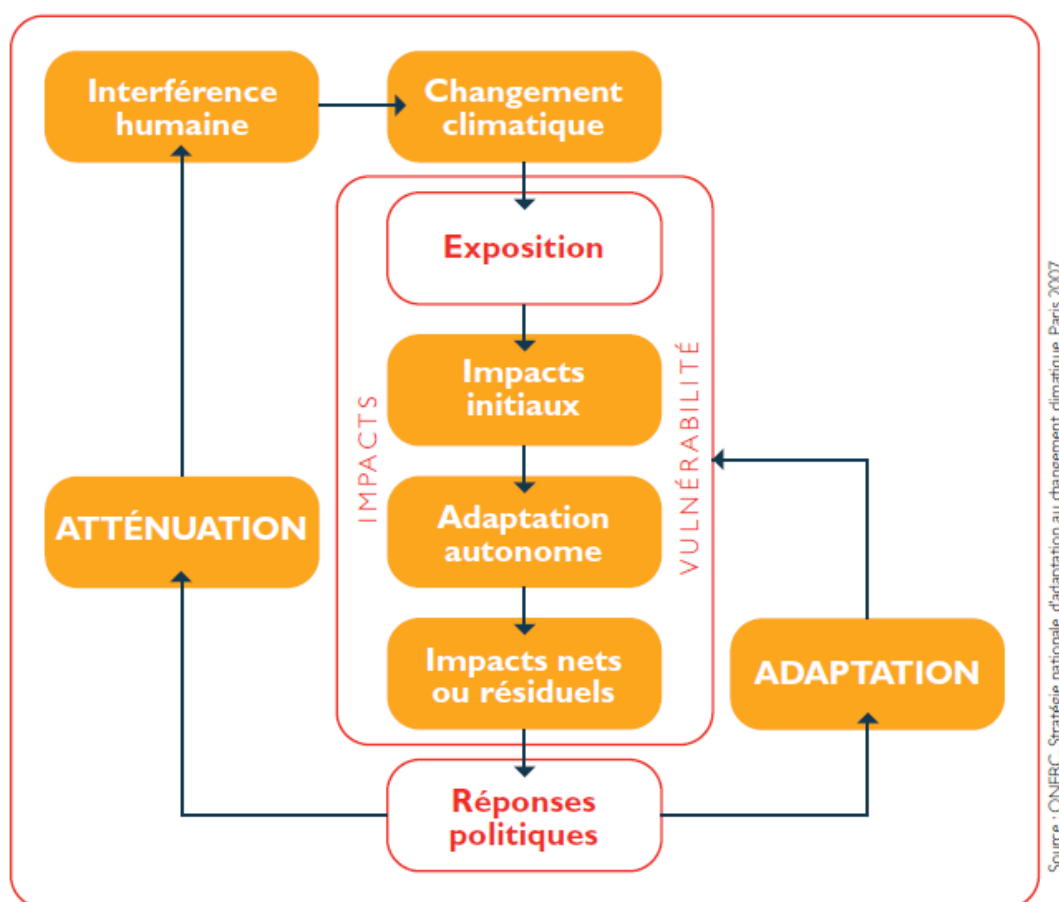 Interférence
humaine
Changement
climatique
Exposition
IMPACTS
Impacts
initiaux
VULNÉRABILITÉ
Adaptation
autonome
ATTÉNUATION
Impacts nets
ou résiduels
ADAPTATION
Réponses
politiques
Source : ONERC, Stratégie nationale d'adaptation au changement climatique, Paris 2007